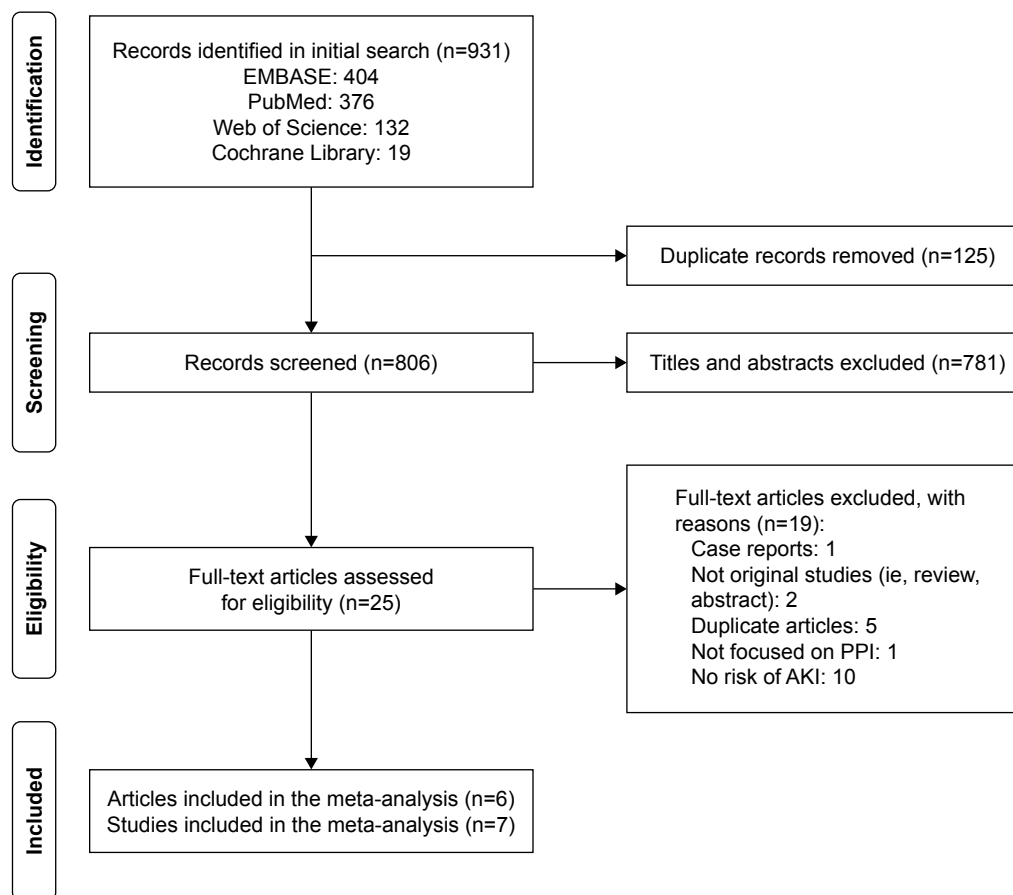 Identification
Records identified in initial search (n=931)
EMBASE: 404
PubMed: 376
Web of Science: 132
Cochrane Library: 19
Duplicate records removed (n=125)
Screening
Records screened (n=806)
Titles and abstracts excluded (n=781)
Eligibility
Full-text articles assessed
for eligibility (n=25)
Full-text articles excluded, with
reasons (n=19):
Case reports: 1
Not original studies (ie, review,
abstract): 2
Duplicate articles: 5
Not focused on PPI: 1
No risk of AKI: 10
Included
Articles included in the meta-analysis (n=6)
Studies included in the meta-analysis (n=7)